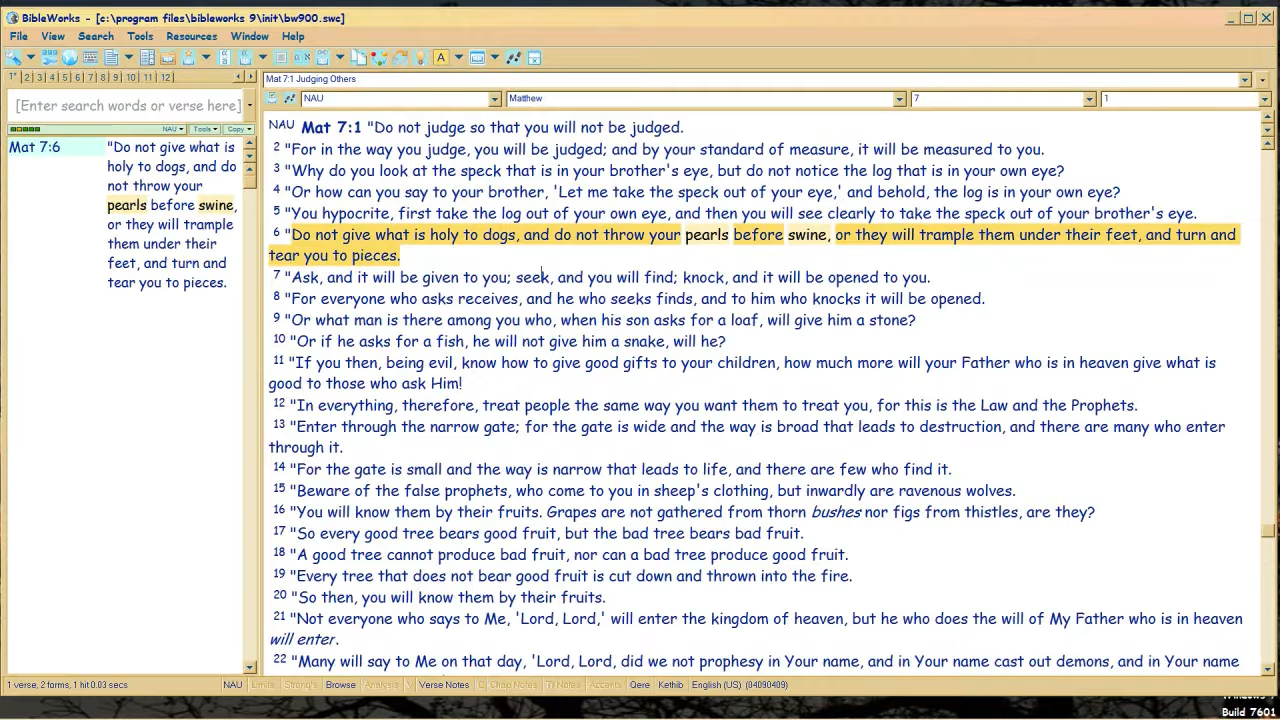 BibleWorks - [c:\program files\bibleworks 9\init\bw900.swc]
File View Search Tools Resources Window Help
1* 2 3 4 5 6 7 8 9 10 11 12
Mat 7:1 Judging Others
[Enter search words or verse here]
NAU Matthew 7 1
NAU Tools Copy
Mat 7:6 "Do not give what is
holy to dogs, and do
not throw your
pearls before swine,
or they will trample
them under their
feet, and turn and
tear you to pieces.
NAU Mat 7:1 "Do not judge so that you will not be judged.
2 "For in the way you judge, you will be judged; and by your standard of measure, it will be measured to you.
3 "Why do you look at the speck that is in your brother's eye, but do not notice the log that is in your own eye?
4 "Or how can you say to your brother, 'Let me take the speck out of your eye,' and behold, the log is in your own eye?
5 "You hypocrite, first take the log out of your own eye, and then you will see clearly to take the speck out of your brother's eye.
6 "Do not give what is holy to dogs, and do not throw your pearls before swine, or they will trample them under their feet, and turn and
tear you to pieces.
7 "Ask, and it will be given to you; seek, and you will find; knock, and it will be opened to you.
8 "For everyone who asks receives, and he who seeks finds, and to him who knocks it will be opened.
9 "Or what man is there among you who, when his son asks for a loaf, will give him a stone?
10 "Or if he asks for a fish, he will not give him a snake, will he?
11 "If you then, being evil, know how to give good gifts to your children, how much more will your Father who is in heaven give what is
good to those who ask Him!
12 "In everything, therefore, treat people the same way you want them to treat you, for this is the Law and the Prophets.
13 "Enter through the narrow gate; for the gate is wide and the way is broad that leads to destruction, and there are many who enter
through it.
14 "For the gate is small and the way is narrow that leads to life, and there are few who find it.
15 "Beware of the false prophets, who come to you in sheep's clothing, but inwardly are ravenous wolves.
16 "You will know them by their fruits. Grapes are not gathered from thorn bushes nor figs from thistles, are they?
17 "So every good tree bears good fruit, but the bad tree bears bad fruit.
18 "A good tree cannot produce bad fruit, nor can a bad tree produce good fruit.
19 "Every tree that does not bear good fruit is cut down and thrown into the fire.
20 "So then, you will know them by their fruits.
21 "Not everyone who says to Me, 'Lord, Lord,' will enter the kingdom of heaven, but he who does the will of My Father who is in heaven
will enter.
22 "Many will say to Me on that day, 'Lord, Lord, did we not prophesy in Your name, and in Your name cast out demons, and in Your name
1 verse, 2 forms, 1 hit 0.03 secs NAU Limits Strong's Browse Analysis V Verse Notes C Chap Notes Tr Notes Accents Qere Kethib English (US) (04090409)
Build 7601